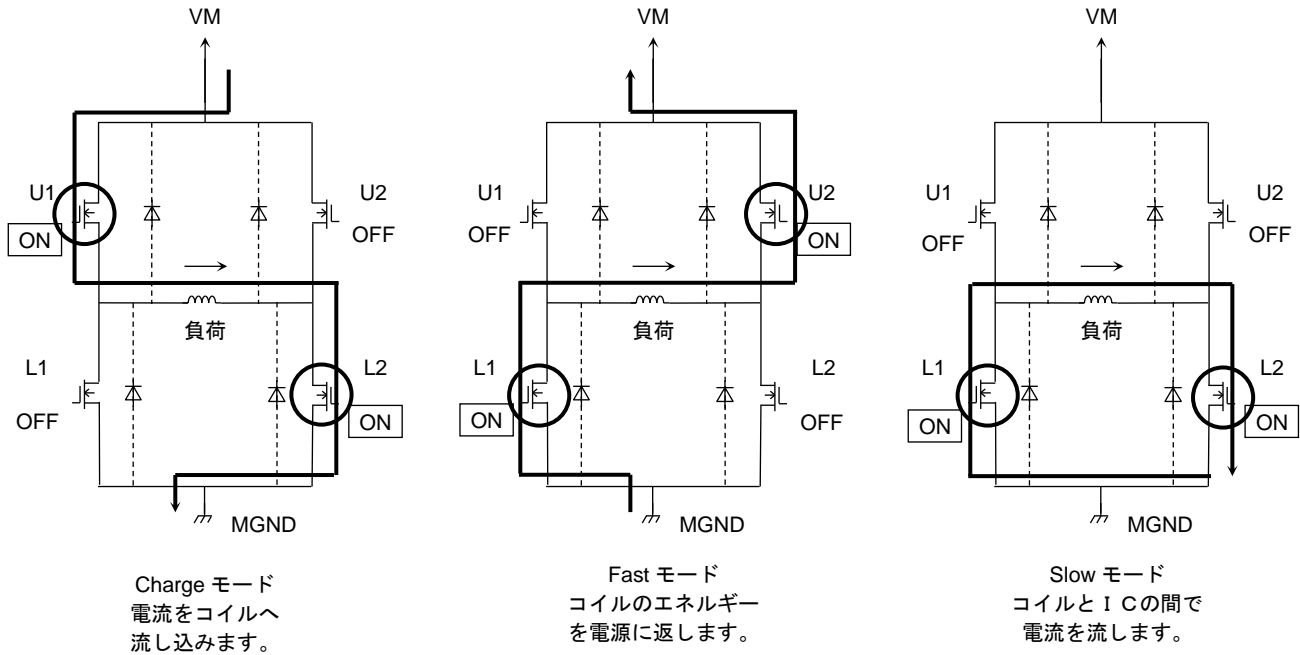 VM
U1
ON
U2
OFF
負荷
L1
OFF
L2
ON
MGND
Charge モード
電流をコイルへ
流し込みます。
VM
U1
OFF
U2
ON
負荷
L1
ON
L2
OFF
MGND
Fast モード
コイルのエネルギー
を電源に返します。
VM
U1
OFF
U2
OFF
負荷
L1
ON
L2
ON
MGND
Slow モード
コイルとＩＣの間で
電流を流します。